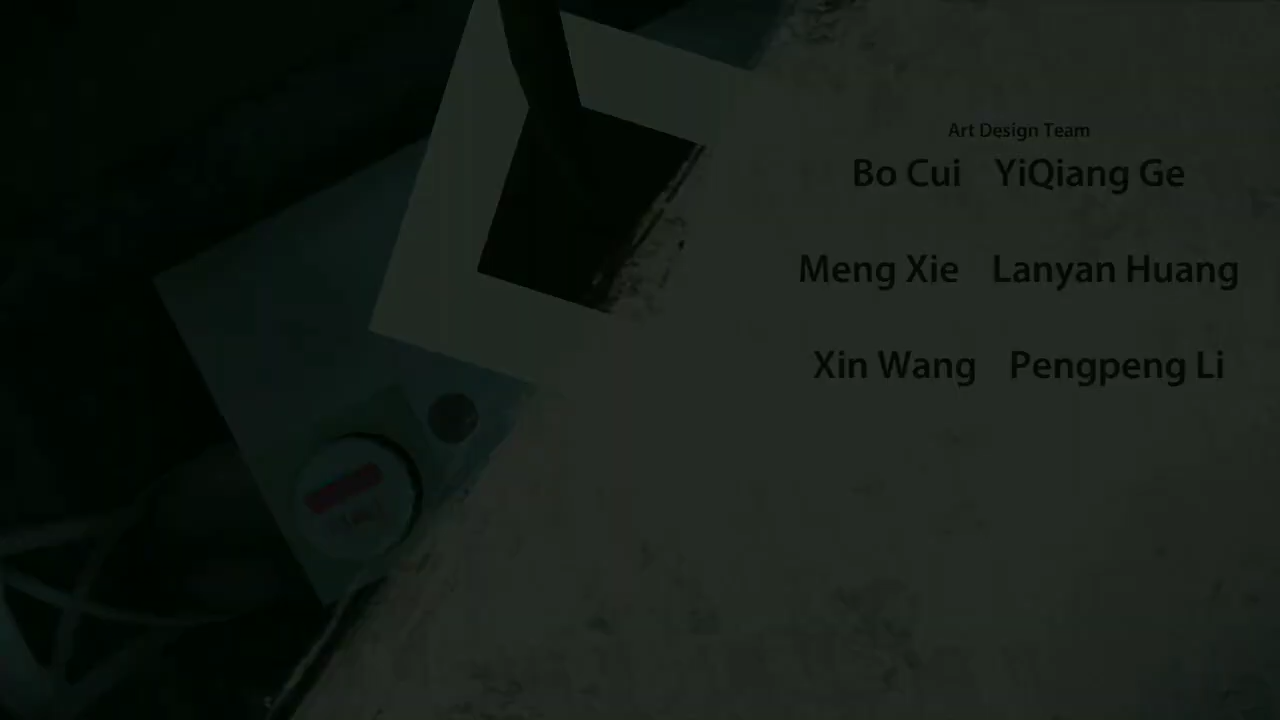 Art Design Team
Bo Cui YiQiang Ge
Meng Xie Lanyan Huang
Xin Wang Pengpeng Li